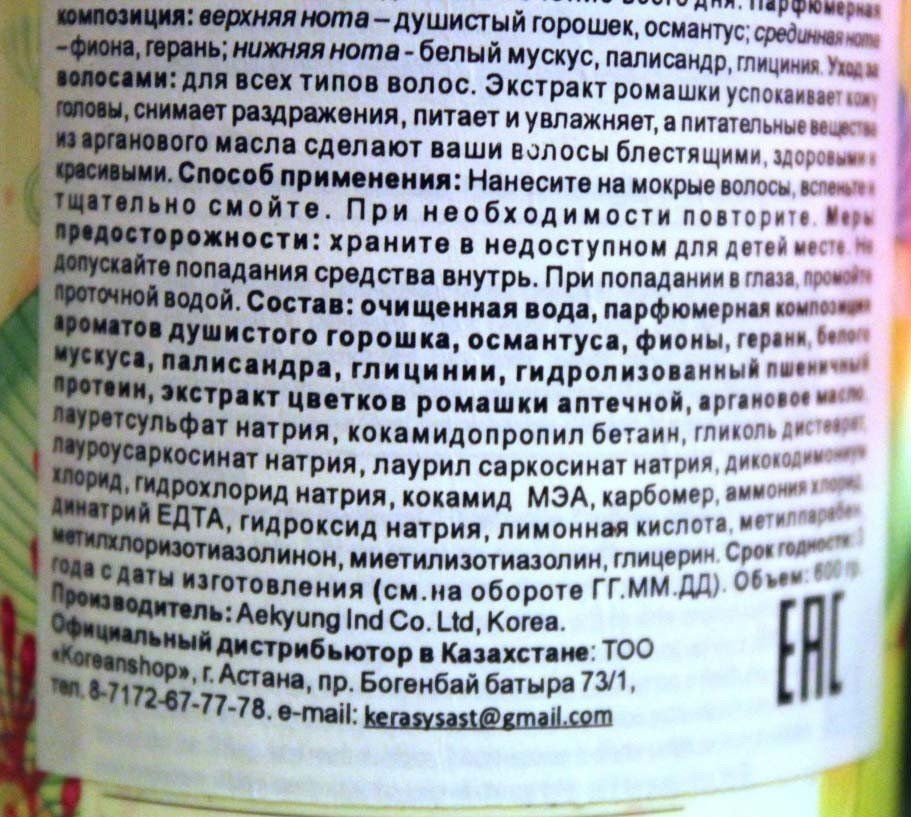 дня. Парфюмерная
композиция: верхняя нота – душистый горошек, османтус; срединная нота
– фиона, герань; нижняя нота - белый мускус, палисандр, глициния. Уход за
волосами: для всех типов волос. Экстракт ромашки успокаивает кожу
головы, снимает раздражения, питает и увлажняет, а питательные вещества
из арганового масла сделают ваши волосы блестящими, здоровыми и
красивыми. Способ применения: Нанесите на мокрые волосы, вспеньте и
тщательно смойте. При необходимости повторите. Меры
предосторожности: храните в недоступном для детей месте. Не
допускайте попадания средства внутрь. При попадании в глаза, промойте
проточной водой. Состав: очищенная вода, парфюмерная композиция
ароматов душистого горошка, османтуса, фионы, герани, белого
мускуса, палисандра, глицинии, гидролизованный пшеничный
протеин, экстракт цветков ромашки аптечной, аргановое масло.
лауретсульфат натрия, кокамидопропил бетаин, гликоль дистеарат,
лауроусаркосинат натрия, лаурил саркосинат натрия, дикокодимониум
хлорид, гидрохлорид натрия, кокамид МЭА, карбомер, аммония хлорид,
динатрий ЕДТА, гидроксид натрия, лимонная кислота, метилпарабен,
метилхлоризотиазолинон, миетилизотиазолин, глицерин. Срок годности: 3
года с даты изготовления (см.на обороте ГГ.ММ.ДД). Объем: 600 гр.
Производитель: Aekyung Ind Co. Ltd, Korea.
Официальный дистрибьютор в Казахстане: ТОО
«Koreanshop», г. Астана, пр. Богенбай батыра 73/1,
тел. 8-7172-67-77-78. e-mail: kerasysast@gmail.com
EAC